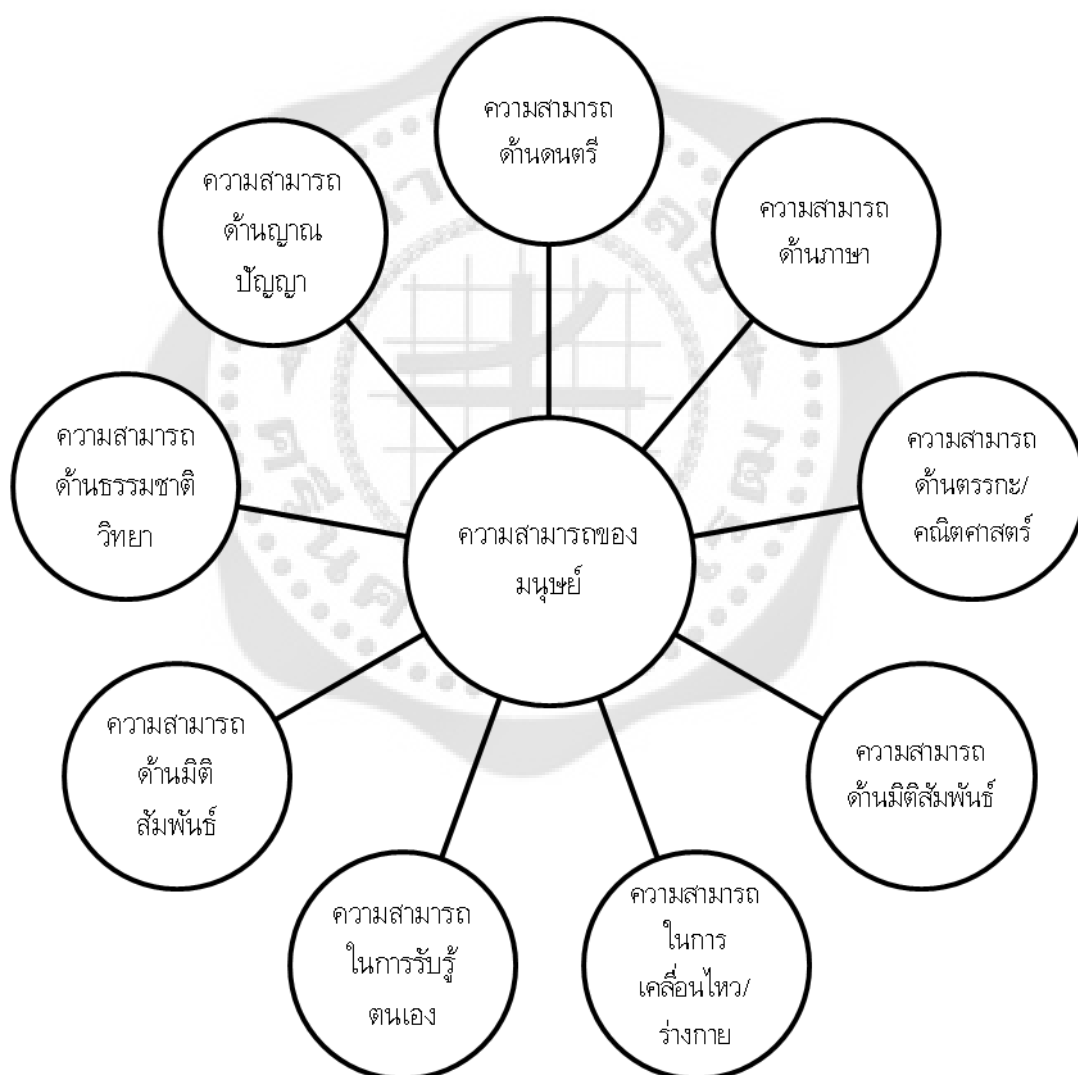 ความสามารถ
ด้านดนตรี
ความสามารถ
ด้านภาษา
ความสามารถ
ด้านตรรกะ/
คณิตศาสตร์
ความสามารถ
ด้านมิติสัมพันธ์
ความสามารถ
ในการ
เคลื่อนไหว/
ร่างกาย
ความสามารถ
ในการรับรู้
ตนเอง
ความสามารถ
ด้านมิติ
สัมพันธ์
ความสามารถ
ด้านธรรมชาติ
วิทยา
ความสามารถ
ด้านญาณ
ปัญญา
ความสามารถของ
มนุษย์